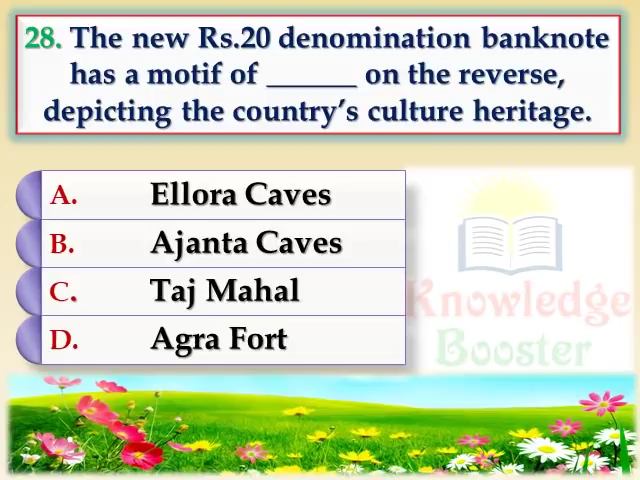 28. The new Rs.20 denomination banknote
has a motif of ______ on the reverse,
depicting the country's culture heritage.
A. Ellora Caves
B. Ajanta Caves
C. Taj Mahal
D. Agra Fort
Knowledge
Booster